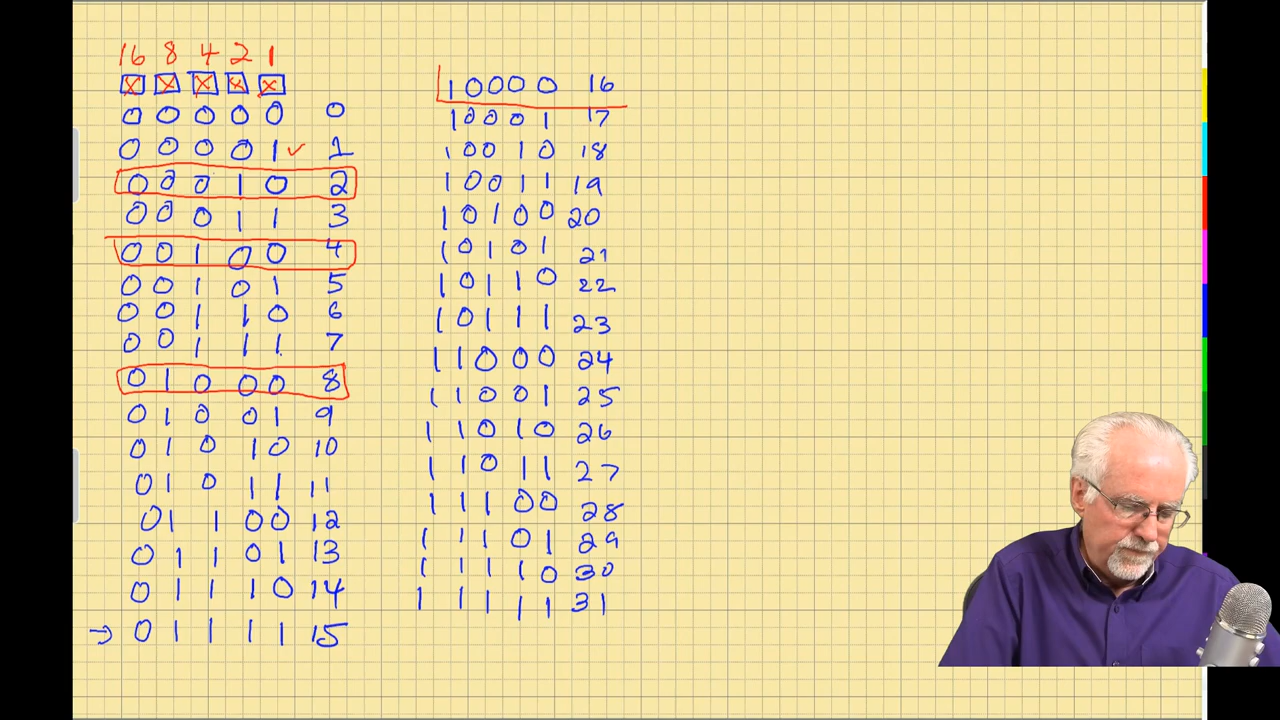 16 8 4 2 1
x x x x x
0 0 0 0 0 0
0 0 0 0 1 ✓ 1
0 0 0 1 0 2
0 0 0 1 1 3
0 0 1 0 0 4
0 0 1 0 1 5
0 0 1 1 0 6
0 0 1 1 1 7
0 1 0 0 0 8
0 1 0 0 1 9
0 1 0 1 0 10
0 1 0 1 1 11
0 1 1 0 0 12
0 1 1 0 1 13
0 1 1 1 0 14
→ 0 1 1 1 1 15
1 0 0 0 0 16
1 0 0 0 1 17
1 0 0 1 0 18
1 0 0 1 1 19
1 0 1 0 0 20
1 0 1 0 1 21
1 0 1 1 0 22
1 0 1 1 1 23
1 1 0 0 0 24
1 1 0 0 1 25
1 1 0 1 0 26
1 1 0 1 1 27
1 1 1 0 0 28
1 1 1 0 1 29
1 1 1 1 0 30
1 1 1 1 1 31